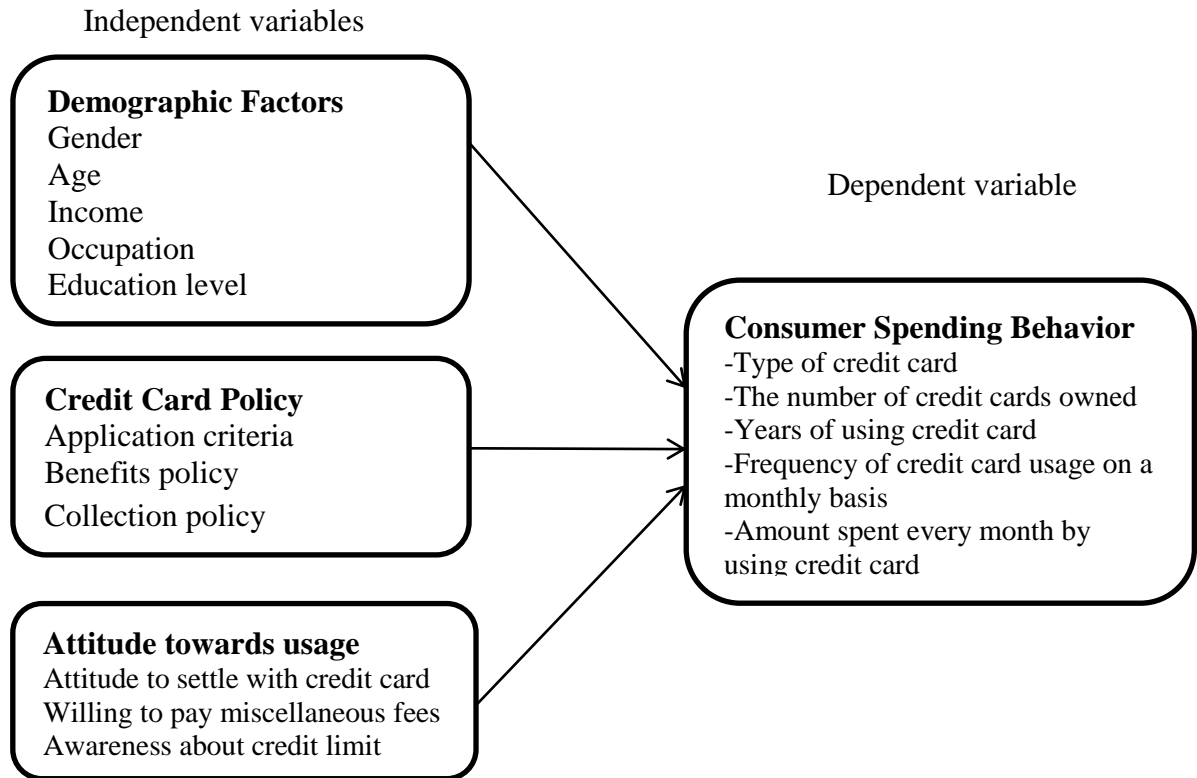 Independent variables
Demographic Factors
Gender
Age
Income
Occupation
Education level
Credit Card Policy
Application criteria
Benefits policy
Collection policy
Attitude towards usage
Attitude to settle with credit card
Willing to pay miscellaneous fees
Awareness about credit limit
Dependent variable
Consumer Spending Behavior
-Type of credit card
-The number of credit cards owned
-Years of using credit card
-Frequency of credit card usage on a
monthly basis
-Amount spent every month by
using credit card